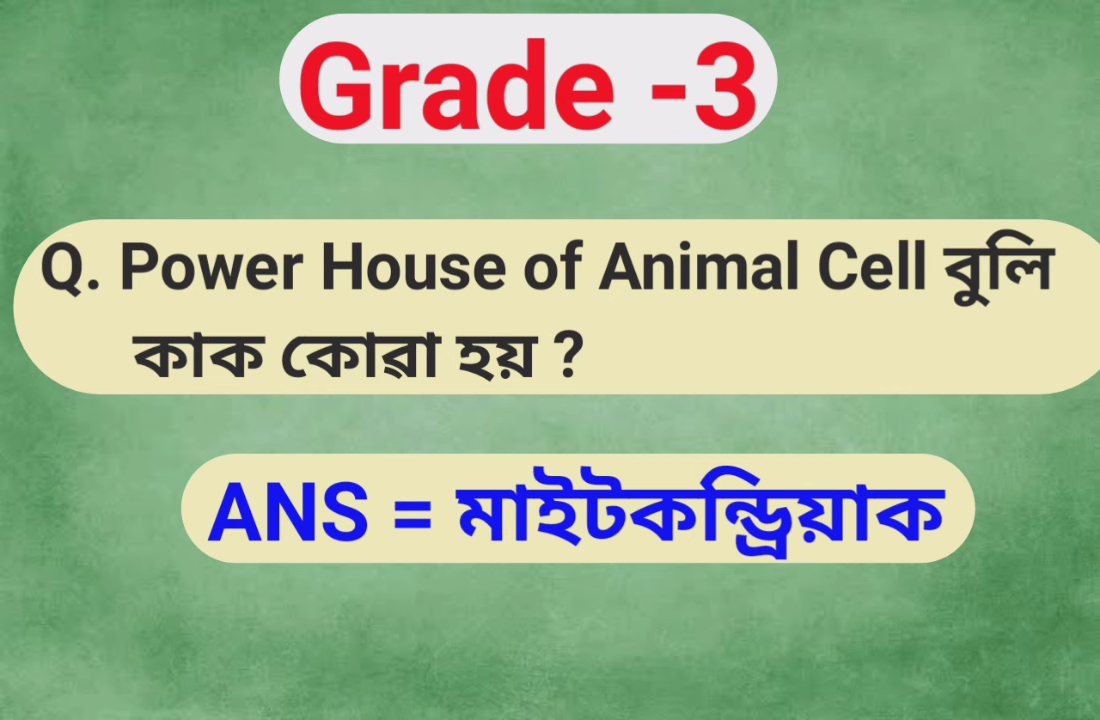 Grade -3
Q. Power House of Animal Cell বুলি
কাক কোৱা হয় ?
ANS = মাইটকন্ড্ৰিয়াক